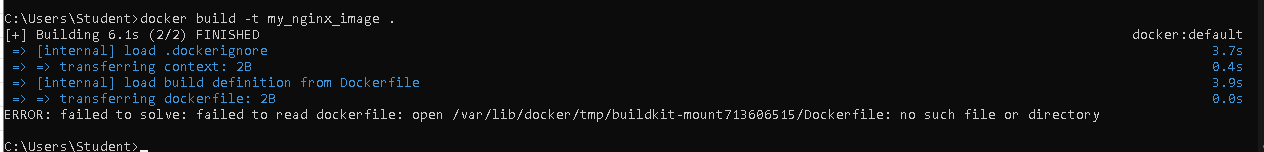 C:\Users\Student>docker build -t my_nginx_image .
[+] Building 6.1s (2/2) FINISHED docker:default
=> [internal] load .dockerignore 3.7s
=> => transferring context: 2B 0.4s
=> [internal] load build definition from Dockerfile 3.9s
=> => transferring dockerfile: 2B 0.0s
ERROR: failed to solve: failed to read dockerfile: open /var/lib/docker/tmp/buildkit-mount713606515/Dockerfile: no such file or directory
C:\Users\Student>_